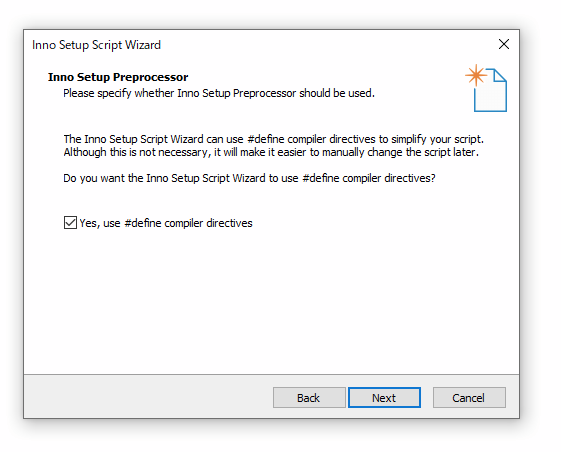 Inno Setup Script Wizard
Inno Setup Preprocessor
Please specify whether Inno Setup Preprocessor should be used.
The Inno Setup Script Wizard can use #define compiler directives to simplify your script.
Although this is not necessary, it will make it easier to manually change the script later.
Do you want the Inno Setup Script Wizard to use #define compiler directives?
Yes, use #define compiler directives
Back Next Cancel